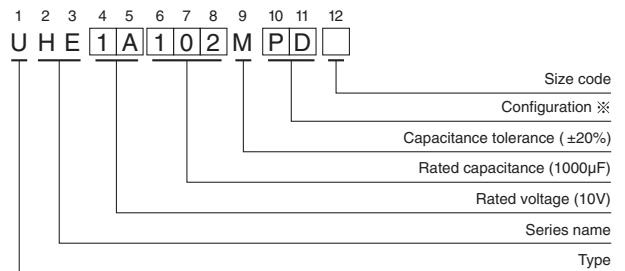 1 2 3 4 5 6 7 8 9 10 11 12
U H E 1 A 1 0 2 M P D
Size code
Configuration ※
Capacitance tolerance ( ±20%)
Rated capacitance (1000µF)
Rated voltage (10V)
Series name
Type